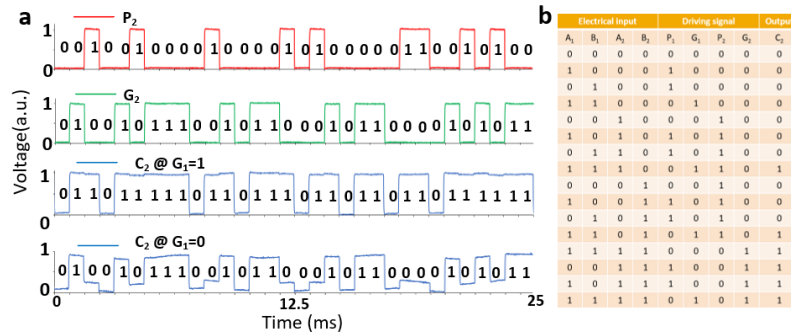 a
P₂
0 0 1 0 0 1 0 0 0 0 1 0 0 0 0 1 0 1 0 0 0 0 0 1 1 0 0 1 0 1 0 0
1
0
G₂
0 1 0 0 1 0 1 1 1 0 0 1 0 1 1 0 0 0 1 0 1 1 0 0 0 0 1 0 1 0 1 1
1
0
C₂ @ G₁=1
0 1 1 0 1 1 1 1 1 0 1 1 0 1 1 1 0 1 1 0 1 1 0 1 1 0 1 1 1 1 1 1
1
0
C₂ @ G₁=0
0 1 0 0 1 0 1 1 1 0 0 1 0 1 1 0 0 0 1 0 1 1 0 0 0 0 1 0 1 0 1 1
1
0
Voltage(a.u.)
0 12.5 25
Time (ms)
b
Electrical input Driving signal Output
A₁ B₁ A₂ B₂ P₁ G₁ P₂ G₂ C₂
0 0 0 0 0 0 0 0 0
1 0 0 0 1 0 0 0 0
0 1 0 0 1 0 0 0 0
1 1 0 0 0 1 0 0 0
0 0 1 0 0 0 1 0 0
1 0 1 0 1 0 1 0 0
0 1 1 0 1 0 1 0 0
1 1 1 0 0 1 1 0 1
0 0 0 1 0 0 1 0 0
1 0 0 1 1 0 1 0 0
0 1 0 1 1 0 1 0 0
1 1 0 1 0 1 1 0 1
1 1 1 1 0 0 0 1 1
0 0 1 1 1 0 0 1 1
1 0 1 1 1 0 0 1 1
1 1 1 1 0 1 0 1 1